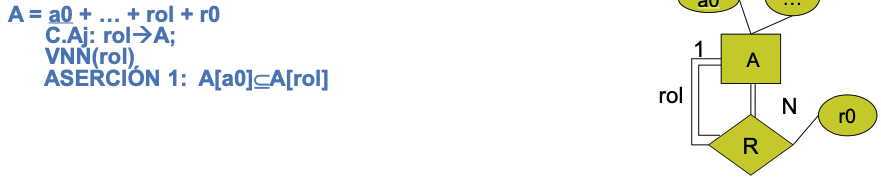 A = a0 + … + rol + r0
C.Aj: rol→A;
VNN(rol)
ASERCIÓN 1: A[a0]⊆A[rol]
a0
…
1
A
rol
N
r0
R